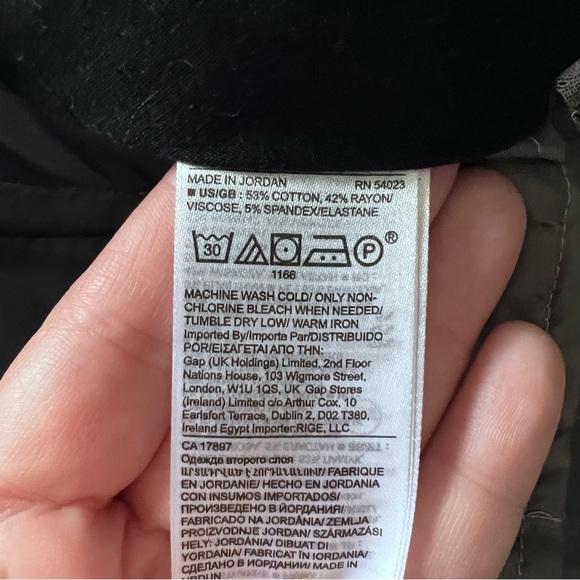 MADE IN JORDAN RN 54023
■ US/GB : 53% COTTON, 42% RAYON/
VISCOSE, 5% SPANDEX/ELASTANE
30 P ®
1166
MACHINE WASH COLD/ ONLY NON-
CHLORINE BLEACH WHEN NEEDED/
TUMBLE DRY LOW/ WARM IRON
Imported By/Importe Par/DISTRIBUIDO
POR/ΕΙΣΑΓΕΤΑΙ ΑΠΟ ΤΗΝ:
Gap (UK Holdings) Limited, 2nd Floor
Nations House, 103 Wigmore Street,
London, W1U 1QS, UK Gap Stores
(Ireland) Limited c/o Arthur Cox, 10
Earlsfort Terrace, Dublin 2, D02 T380,
Ireland Egypt Importer:RIGE, LLC
CA 17897
Одежда второго слоя
ԱՐՏԱԴՐՎԱԾ Է ՀՈՐԴԱՆԱՆՈՒՄ/ FABRIQUE
EN JORDANIE/ HECHO EN JORDANIA
CON INSUMOS IMPORTADOS/
ПРОИЗВЕДЕНО В ЙОРДАНИЯ/
FABRICADO NA JORDÂNIA/ ZEMLJA
PROIZVODNJE JORDAN/ SZÁRMAZÁSI
HELY: JORDÁNIA/ DIBUAT DI
YORDANIA/ FABRICAT ÎN IORDANIA/
СДЕЛАНО В ИОРДАНИИ/ MADE IN